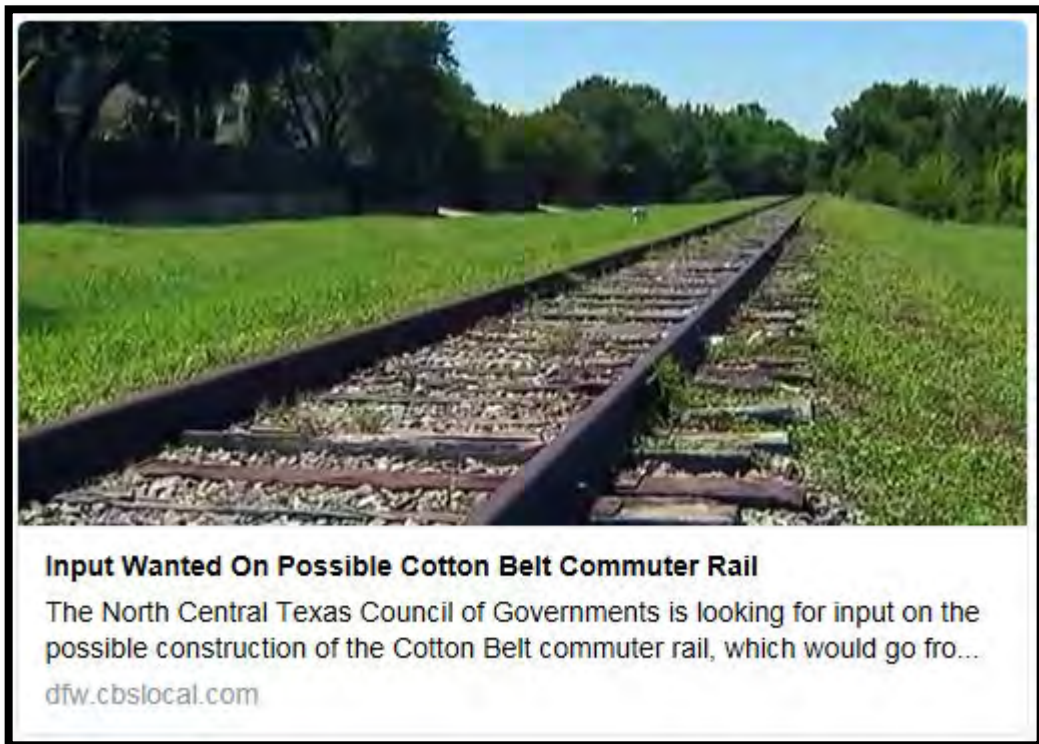 Input Wanted On Possible Cotton Belt Commuter Rail
The North Central Texas Council of Governments is looking for input on the
possible construction of the Cotton Belt commuter rail, which would go fro...
dfw.cbslocal.com